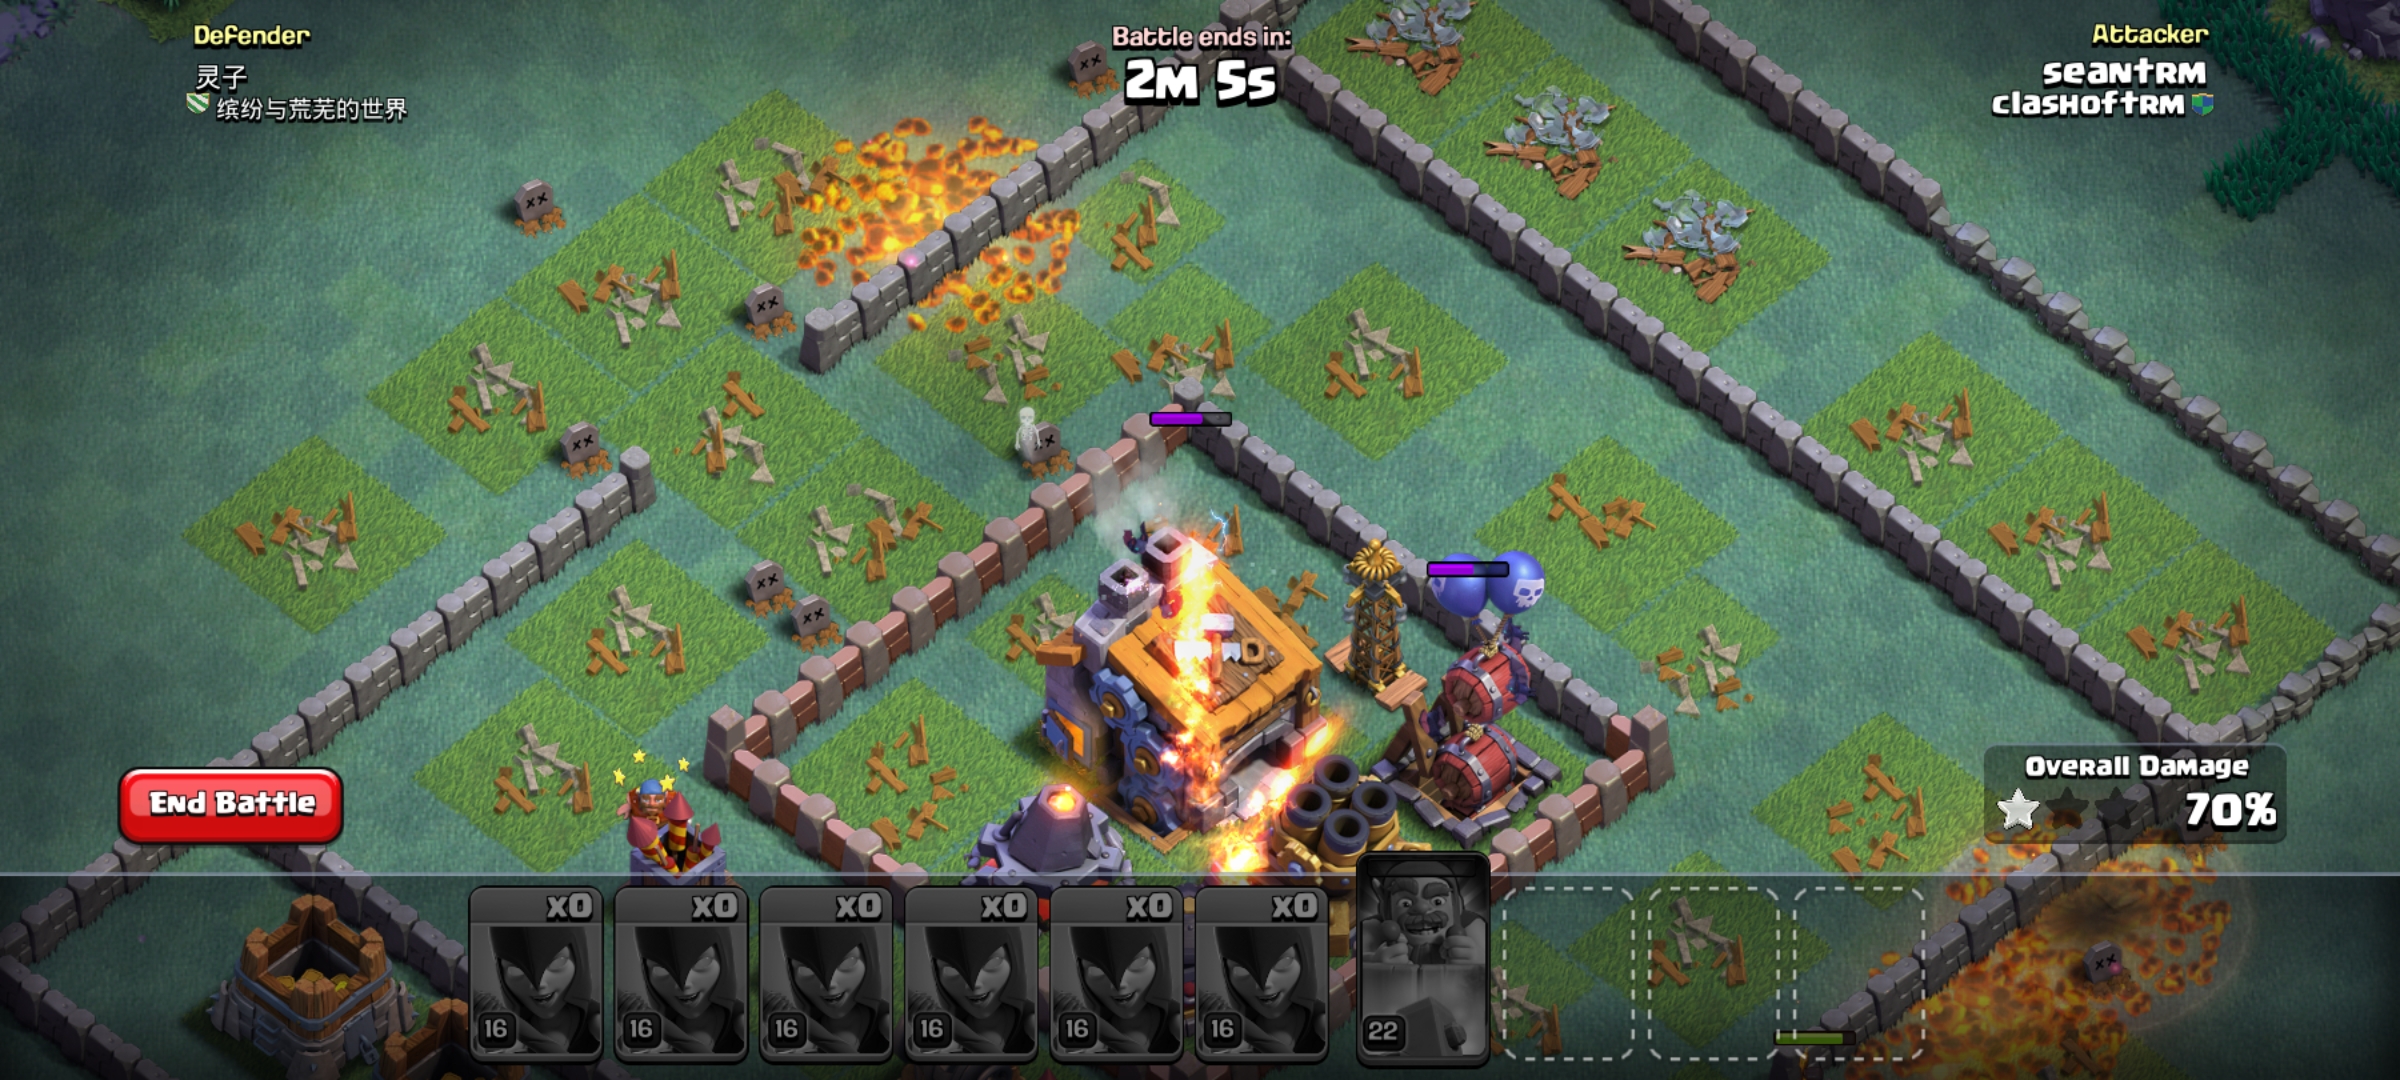 Defender
灵子
缤纷与荒芜的世界
Battle ends in:
2M 5s
Attacker
seantRM
clashoftRM
End Battle
Overall Damage
70%
x0
x0
x0
x0
x0
x0
16
16
16
16
16
16
22